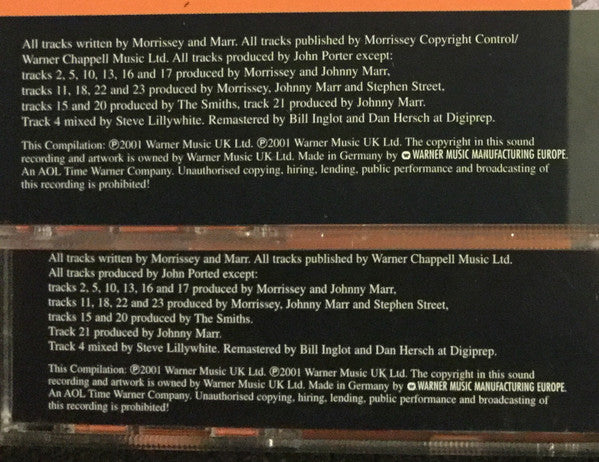 All tracks written by Morrissey and Marr. All tracks published by Morrissey Copyright Control/
Warner Chappell Music Ltd. All tracks produced by John Porter except:
tracks 2, 5, 10, 13, 16 and 17 produced by Morrissey and Johnny Marr,
tracks 11, 18, 22 and 23 produced by Morrissey, Johnny Marr and Stephen Street,
tracks 15 and 20 produced by The Smiths, track 21 produced by Johnny Marr.
Track 4 mixed by Steve Lillywhite. Remastered by Bill Inglot and Dan Hersch at Digiprep.
This Compilation: ℗2001 Warner Music UK Ltd. ℗2001 Warner Music UK Ltd. The copyright in this sound
recording and artwork is owned by Warner Music UK Ltd. Made in Germany by WARNER MUSIC MANUFACTURING EUROPE.
An AOL Time Warner Company. Unauthorised copying, hiring, lending, public performance and broadcasting of
this recording is prohibited!
All tracks written by Morrissey and Marr. All tracks published by Warner Chappell Music Ltd.
All tracks produced by John Ported except:
tracks 2, 5, 10, 13, 16 and 17 produced by Morrissey and Johnny Marr,
tracks 11, 18, 22 and 23 produced by Morrissey, Johnny Marr and Stephen Street,
tracks 15 and 20 produced by The Smiths.
Track 21 produced by Johnny Marr.
Track 4 mixed by Steve Lillywhite. Remastered by Bill Inglot and Dan Hersch at Digiprep.
This Compilation: ℗2001 Warner Music UK Ltd. ℗2001 Warner Music UK Ltd. The copyright in this sound
recording and artwork is owned by Warner Music UK Ltd. Made in Germany by WARNER MUSIC MANUFACTURING EUROPE.
An AOL Time Warner Company. Unauthorised copying, hiring, lending, public performance and broadcasting of
this recording is prohibited!